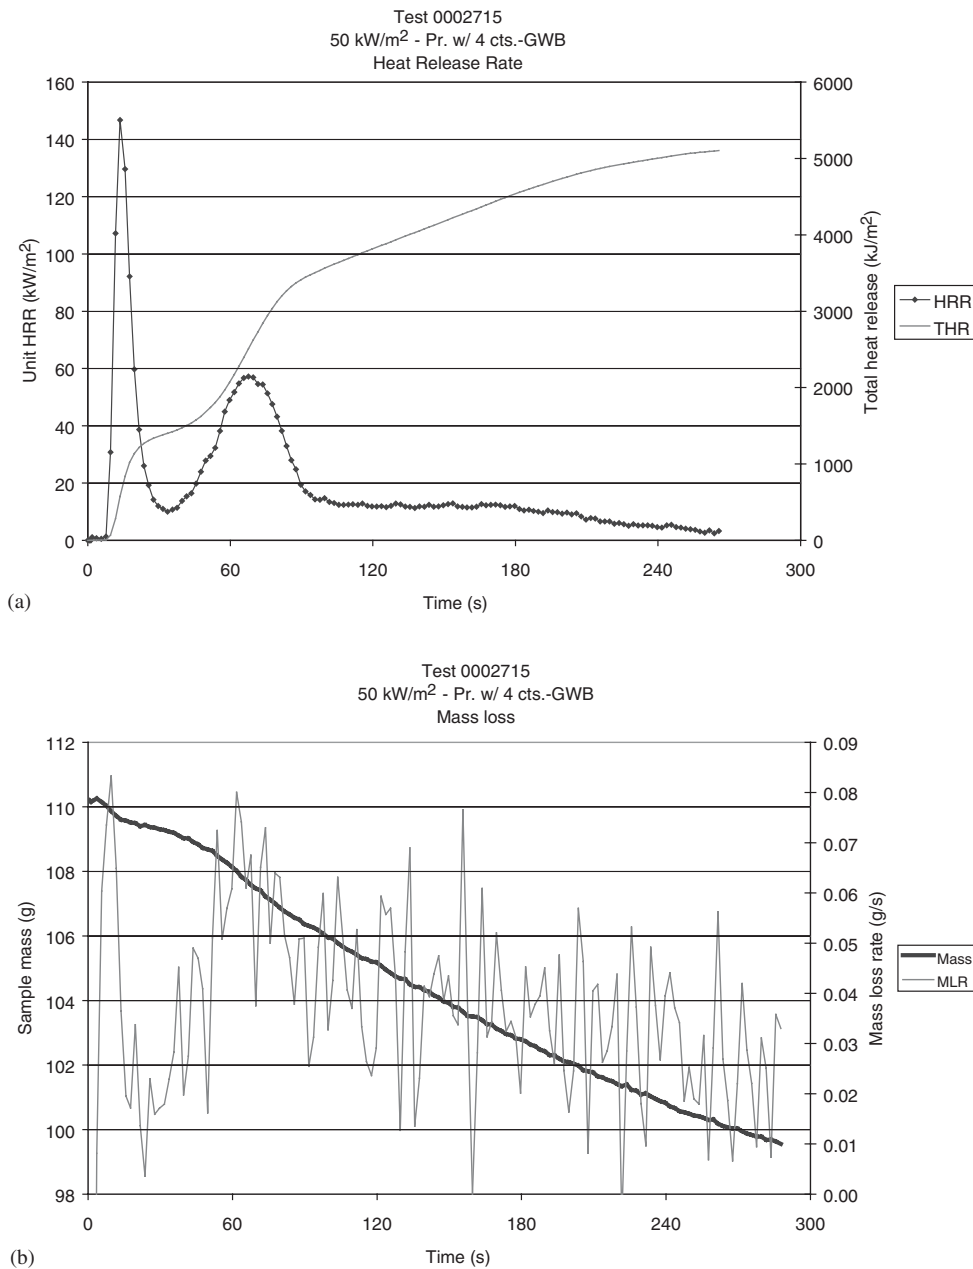 Test 0002715
50 kW/m2 - Pr. w/ 4 cts.-GWB
Heat Release Rate
160
140
120
100
80
60
40
20
0
Unit HRR (kW/m2)
6000
5000
4000
3000
2000
1000
0
Total heat release (kJ/m2)
HRR
THR
0 60 120 180 240 300
Time (s)
(a)
Test 0002715
50 kW/m2 - Pr. w/ 4 cts.-GWB
Mass loss
112
110
108
106
104
102
100
98
Sample mass (g)
0.09
0.08
0.07
0.06
0.05
0.04
0.03
0.02
0.01
0.00
Mass loss rate (g/s)
Mass
MLR
0 60 120 180 240 300
Time (s)
(b)